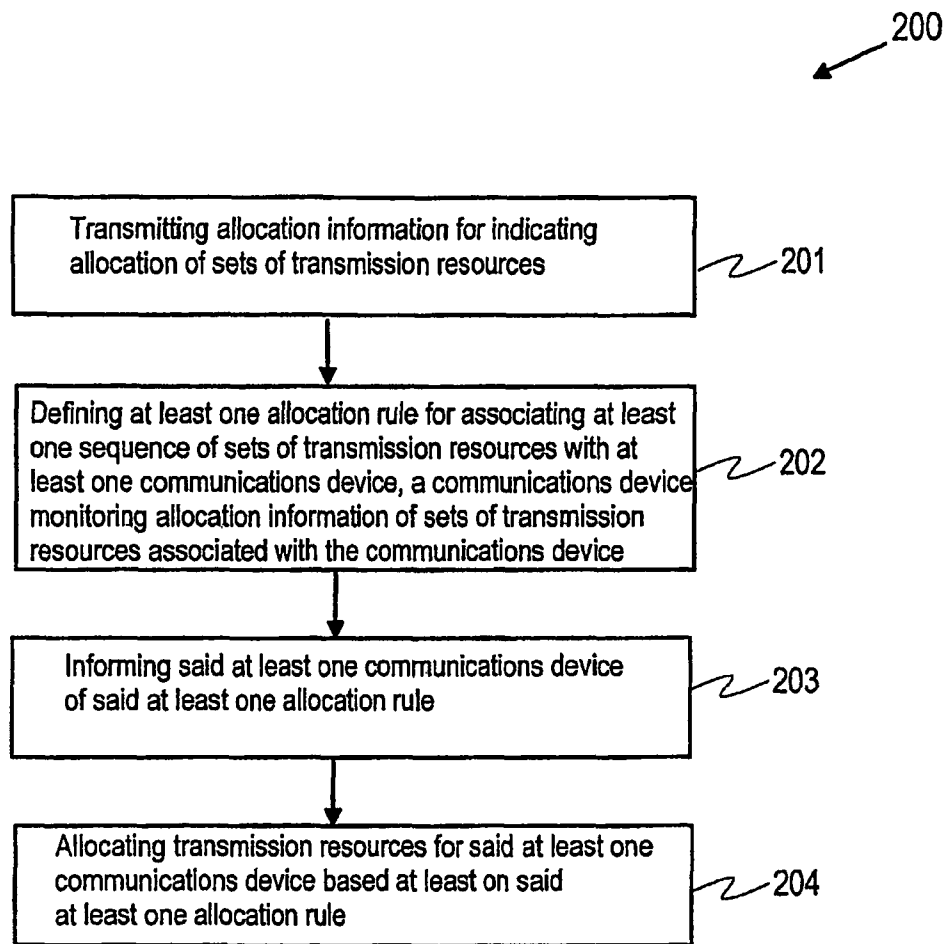 200
Transmitting allocation information for indicating
allocation of sets of transmission resources
201
Defining at least one allocation rule for associating at least
one sequence of sets of transmission resources with at
least one communications device, a communications device
monitoring allocation information of sets of transmission
resources associated with the communications device
202
Informing said at least one communications device
of said at least one allocation rule
203
Allocating transmission resources for said at least one
communications device based at least on said
at least one allocation rule
204